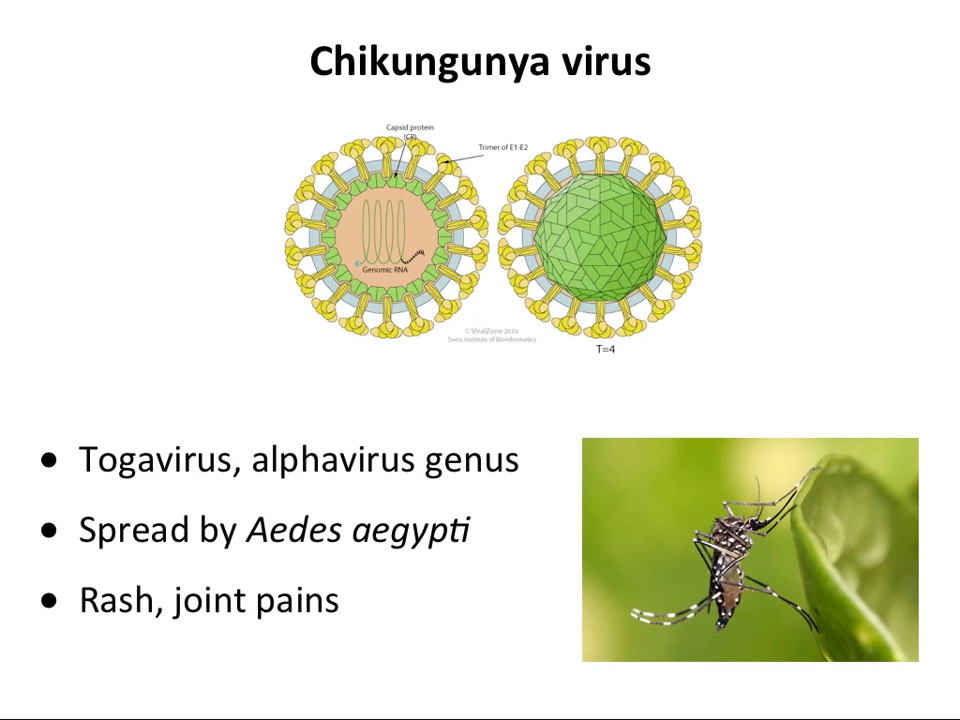 Chikungunya virus
Capsid protein
(CP)
Trimer of E1-E2
Genomic RNA
© ViralZone 2010
Swiss Institute of Bioinformatics
T=4
• Togavirus, alphavirus genus
• Spread by Aedes aegypti
• Rash, joint pains